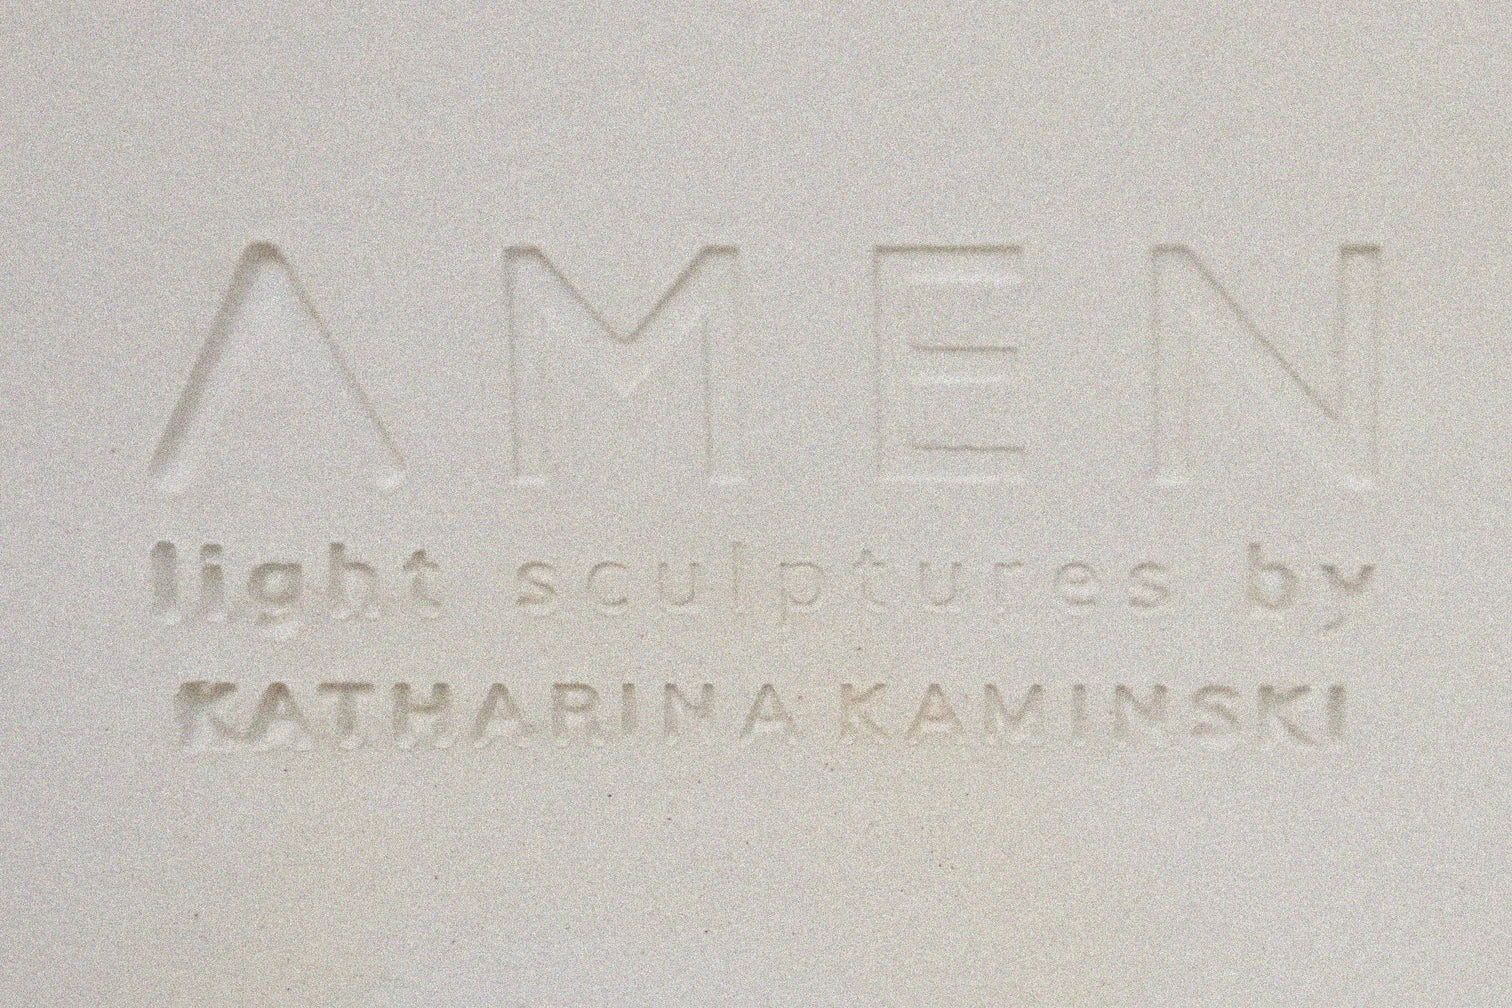 AMEN
light sculptures by
KATHARINA KAMINSKI